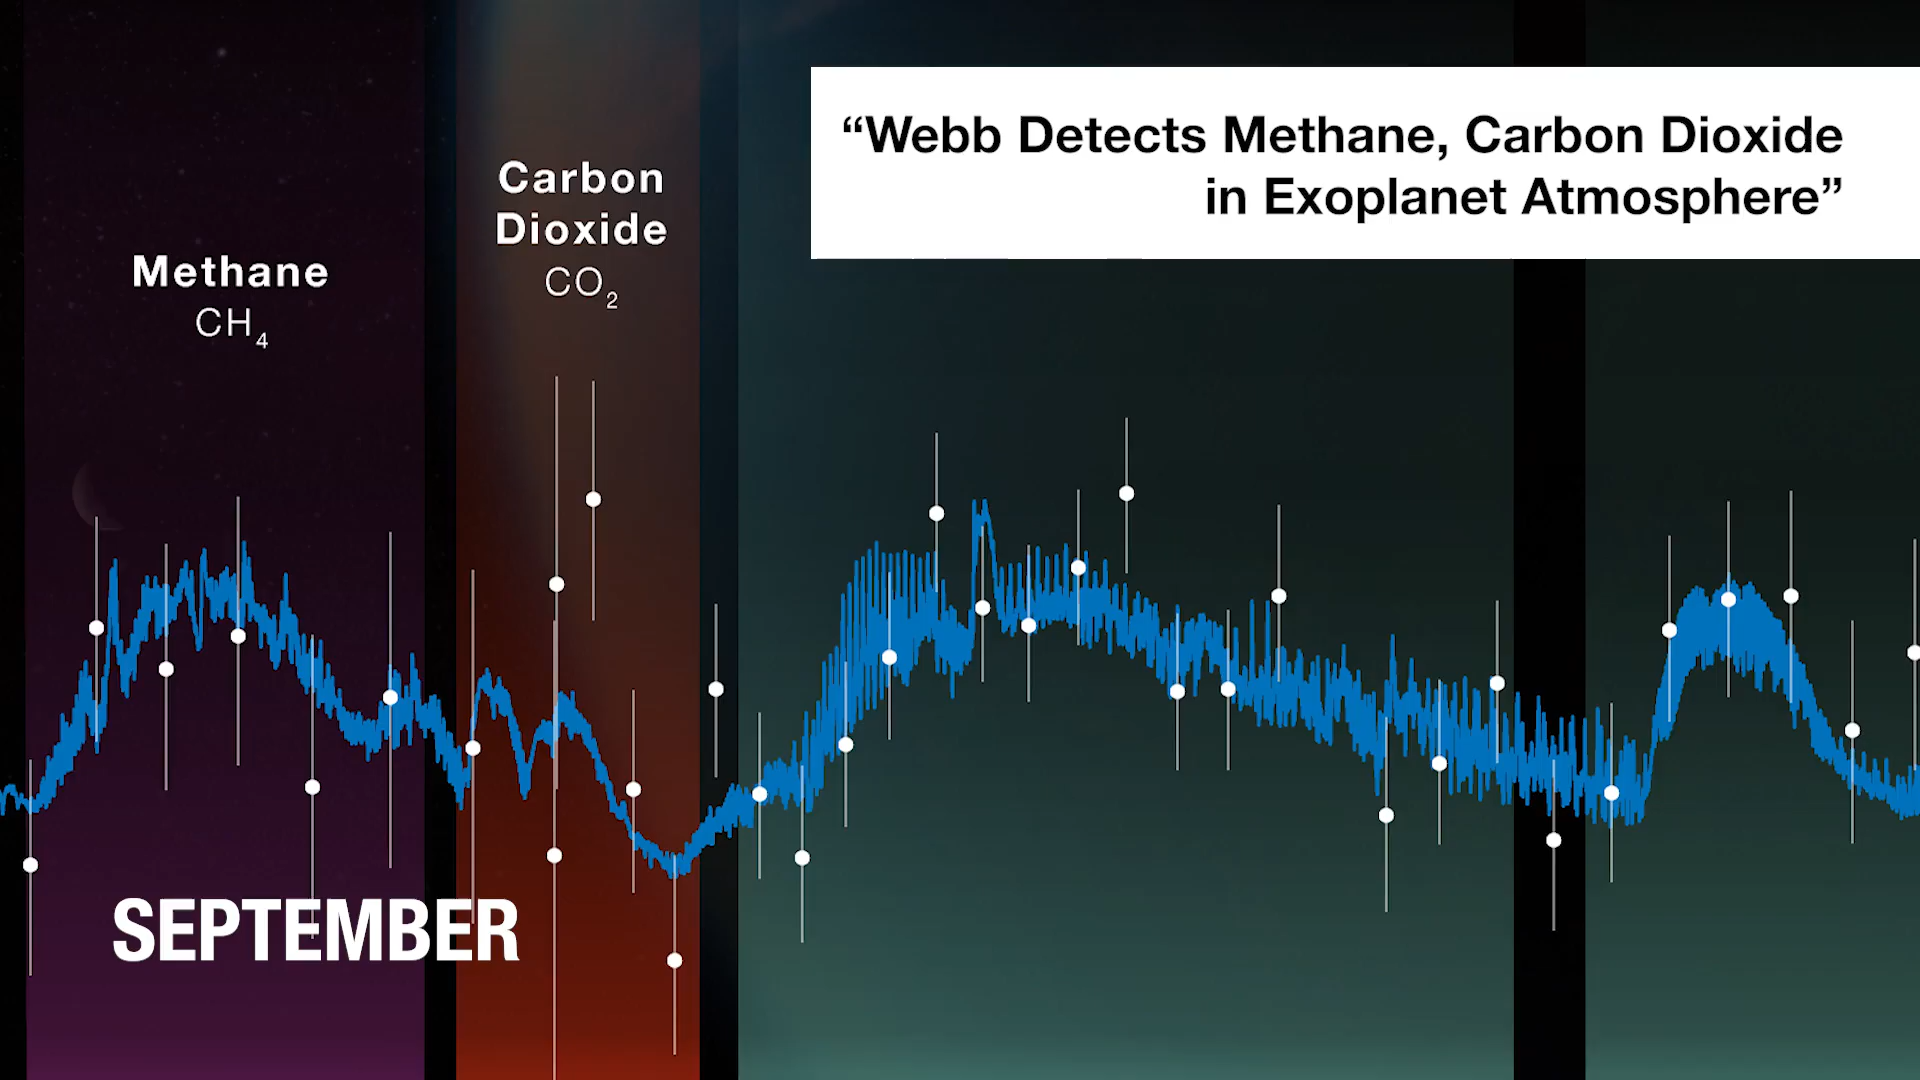 “Webb Detects Methane, Carbon Dioxide
in Exoplanet Atmosphere”
Carbon
Dioxide
CO₂
Methane
CH₄
SEPTEMBER